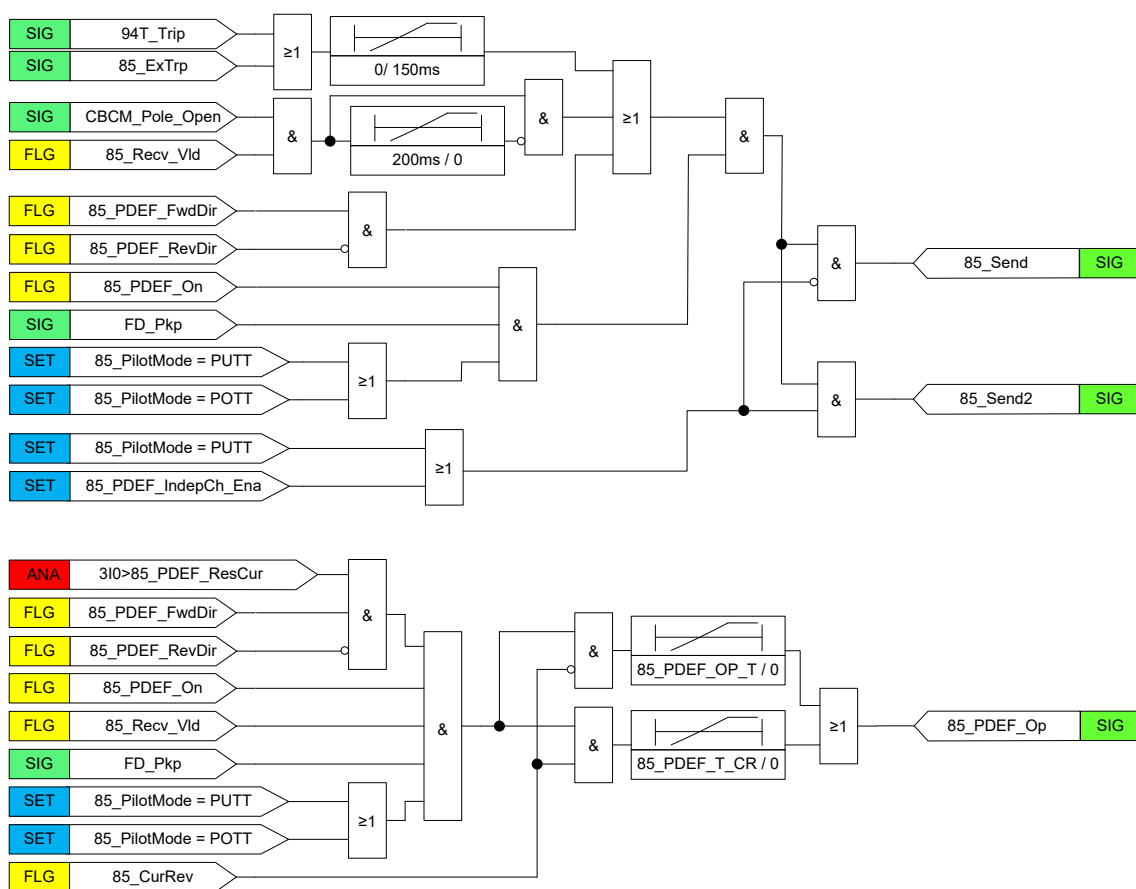 SIG 94T_Trip
SIG 85_ExTrp
≥1
0/ 150ms
SIG CBCM_Pole_Open
FLG 85_Recv_Vld
&
200ms / 0
&
≥1
&
FLG 85_PDEF_FwdDir
FLG 85_PDEF_RevDir
&
FLG 85_PDEF_On
SIG FD_Pkp
SET 85_PilotMode = PUTT
SET 85_PilotMode = POTT
≥1
&
& 85_Send SIG
& 85_Send2 SIG
SET 85_PilotMode = PUTT
SET 85_PDEF_IndepCh_Ena
≥1
ANA 3I0>85_PDEF_ResCur
FLG 85_PDEF_FwdDir
FLG 85_PDEF_RevDir
&
FLG 85_PDEF_On
FLG 85_Recv_Vld
SIG FD_Pkp
SET 85_PilotMode = PUTT
SET 85_PilotMode = POTT
≥1
&
FLG 85_CurRev
&
85_PDEF_OP_T / 0
&
85_PDEF_T_CR / 0
≥1
85_PDEF_Op SIG